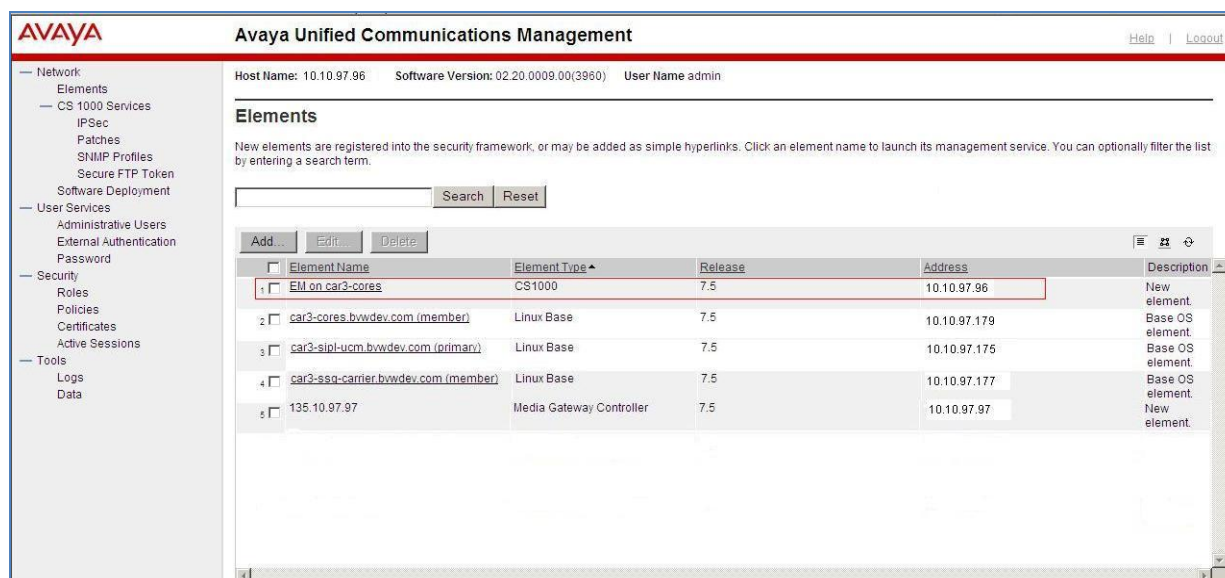 AVAYA
Avaya Unified Communications Management
Help | Logout
Network
Elements
CS 1000 Services
IPSec
Patches
SNMP Profiles
Secure FTP Token
Software Deployment
User Services
Administrative Users
External Authentication
Password
Security
Roles
Policies
Certificates
Active Sessions
Tools
Logs
Data
Host Name: 10.10.97.96 Software Version: 02.20.0009.00(3960) User Name admin
Elements
New elements are registered into the security framework, or may be added as simple hyperlinks. Click an element name to launch its management service. You can optionally filter the list
by entering a search term.
Search Reset
Add... Edit... Delete
Element Name Element Type Release Address Description
1 EM on car3-cores CS1000 7.5 10.10.97.96 New
element.
2 car3-cores.bvwdev.com (member) Linux Base 7.5 10.10.97.179 Base OS
element.
3 car3-sipl-ucm.bvwdev.com (primary) Linux Base 7.5 10.10.97.175 Base OS
element.
4 car3-ssg-carrier.bvwdev.com (member) Linux Base 7.5 10.10.97.177 Base OS
element.
5 135.10.97.97 Media Gateway Controller 7.5 10.10.97.97 New
element.